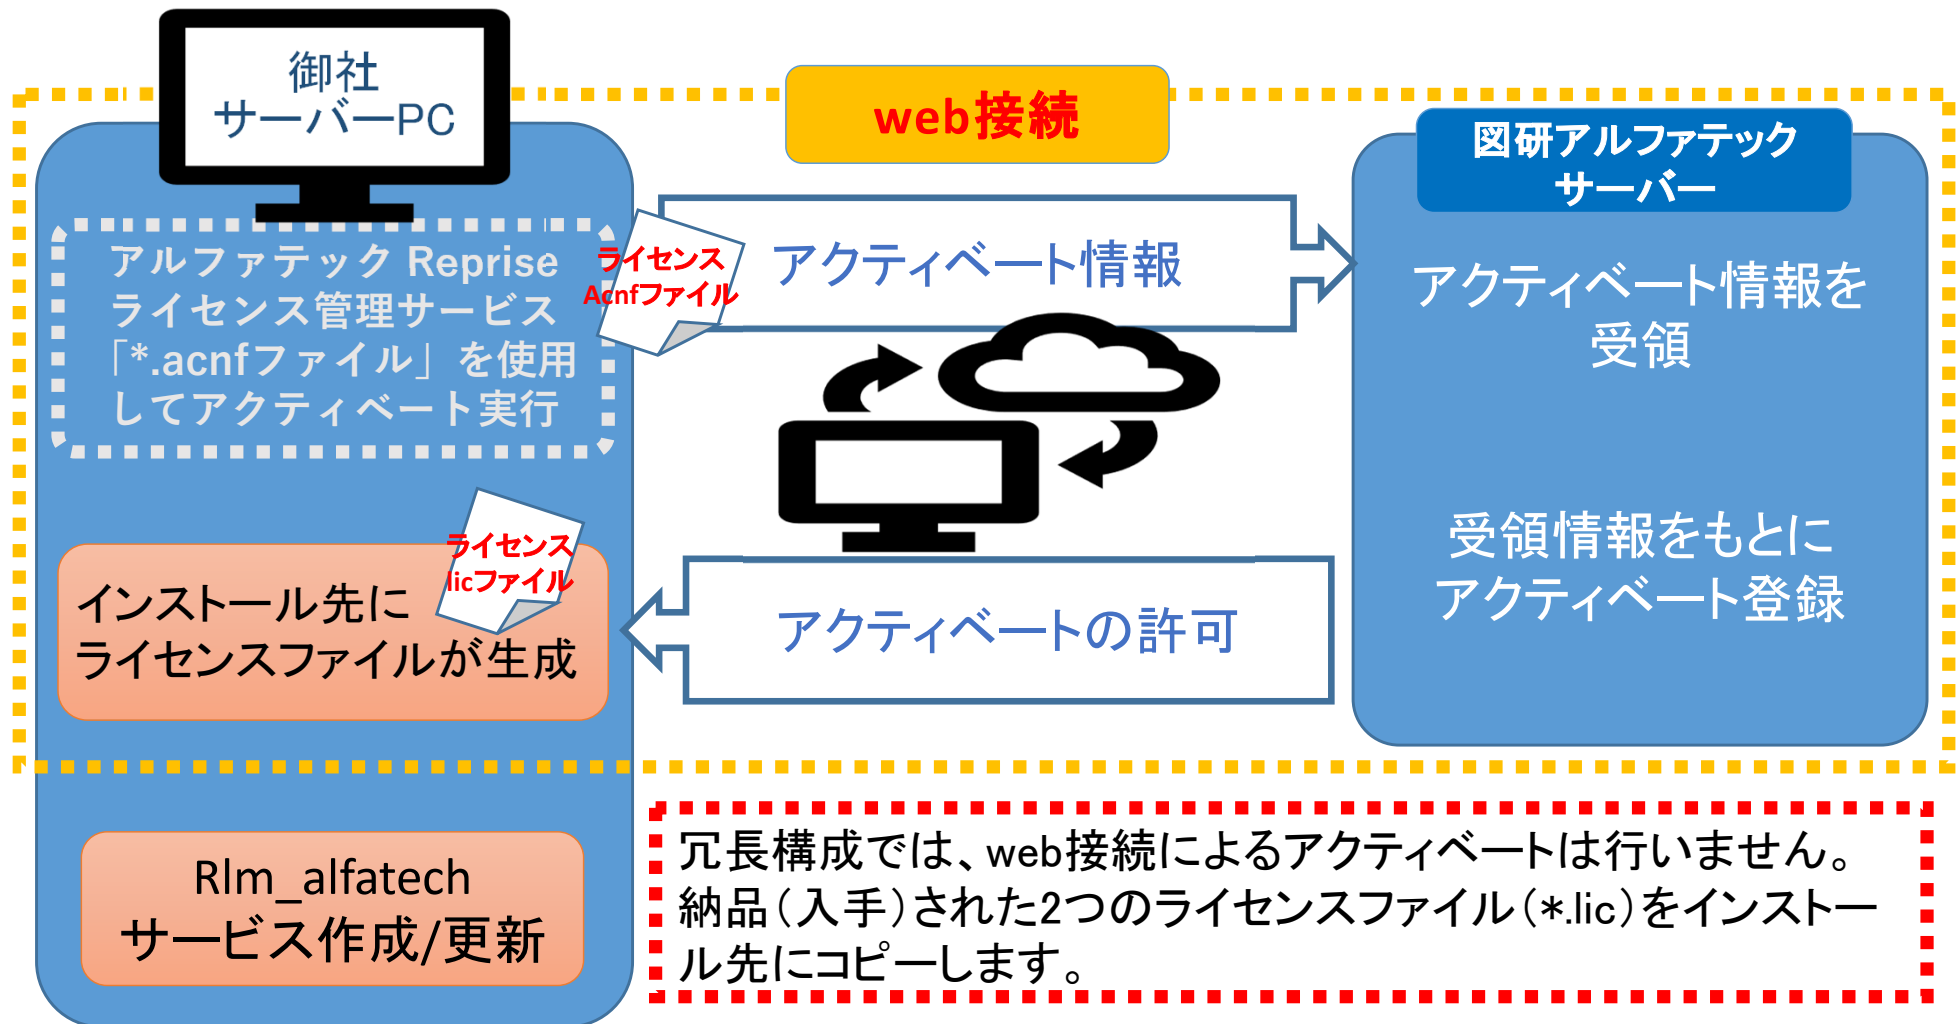 御社
サーバーPC
web接続
図研アルファテック
サーバー
アルファテック Reprise
ライセンス管理サービス
「*.acnfファイル」を使用
してアクティベート実行
ライセンス
Acnfファイル
アクティベート情報
アクティベート情報を
受領
受領情報をもとに
アクティベート登録
ライセンス
licファイル
インストール先に
ライセンスファイルが生成
アクティベートの許可
Rlm_alfatech
サービス作成/更新
冗長構成では、web接続によるアクティベートは行いません。
納品（入手）された2つのライセンスファイル（*.lic）をインストー
ル先にコピーします。